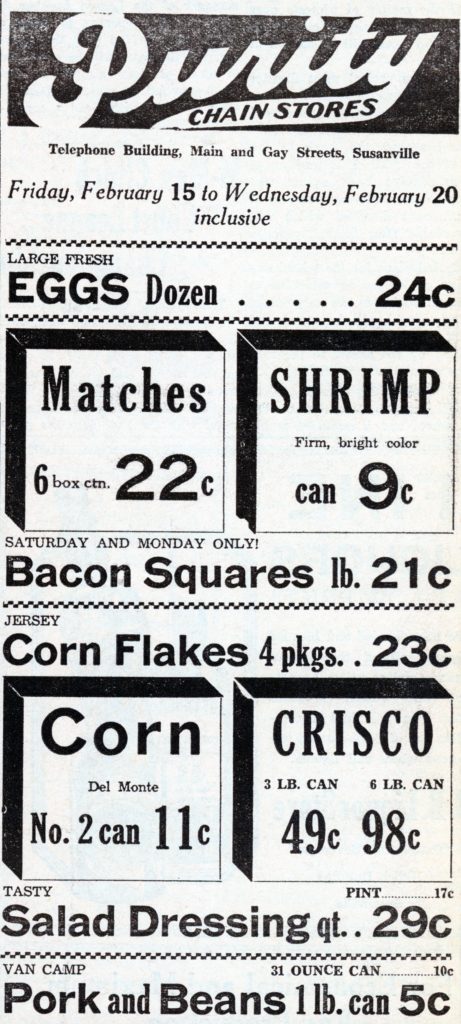 Purity
CHAIN STORES
Telephone Building, Main and Gay Streets, Susanville
Friday, February 15 to Wednesday, February 20
inclusive
LARGE FRESH
EGGS Dozen . . . . . 24c
Matches
6 box ctn. 22c
SHRIMP
Firm, bright color
can 9c
SATURDAY AND MONDAY ONLY!
Bacon Squares lb. 21c
JERSEY
Corn Flakes 4 pkgs. . 23c
Corn
Del Monte
No. 2 can 11c
CRISCO
3 LB. CAN 6 LB. CAN
49c 98c
TASTY PINT..............17c
Salad Dressing qt. . 29c
VAN CAMP 31 OUNCE CAN..............10c
Pork and Beans 1 lb. can 5c